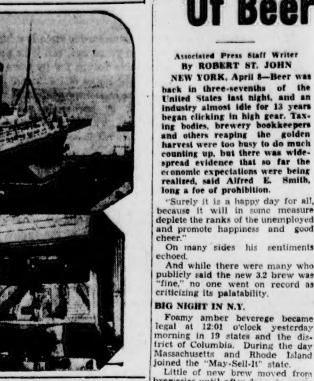 Of Beer
Associated Press Staff Writer
By ROBERT ST. JOHN
NEW YORK, April 8—Beer was
back in three-sevenths of the
United States last night, and an
industry almost idle for 13 years
began clicking in high gear. Tax-
ing bodies, brewery bookkeepers
and others reaping the golden
harvest were too busy to do much
counting up, but there was wide-
spread evidence that so far the
economic expectations were being
realized, said Alfred E. Smith,
long a foe of prohibition.
"Surely it is a happy day for all,
because it will in some measure
deplete the ranks of the unemployed
and promote happiness and good
cheer."
On many sides his sentiments
echoed.
And while there were many who
publicly said the new 3.2 brew was
"fine," no one went on record as
criticizing its palatability.
BIG NIGHT IN N.Y.
Foamy amber beverege became
legal at 12:01 o'clock yesterday
morning in 19 states and the dis-
trict of Columbia. During the day
Massachusetts and Rhode Island
joined the "May-Sell-It" state.
Little of new brew moved from